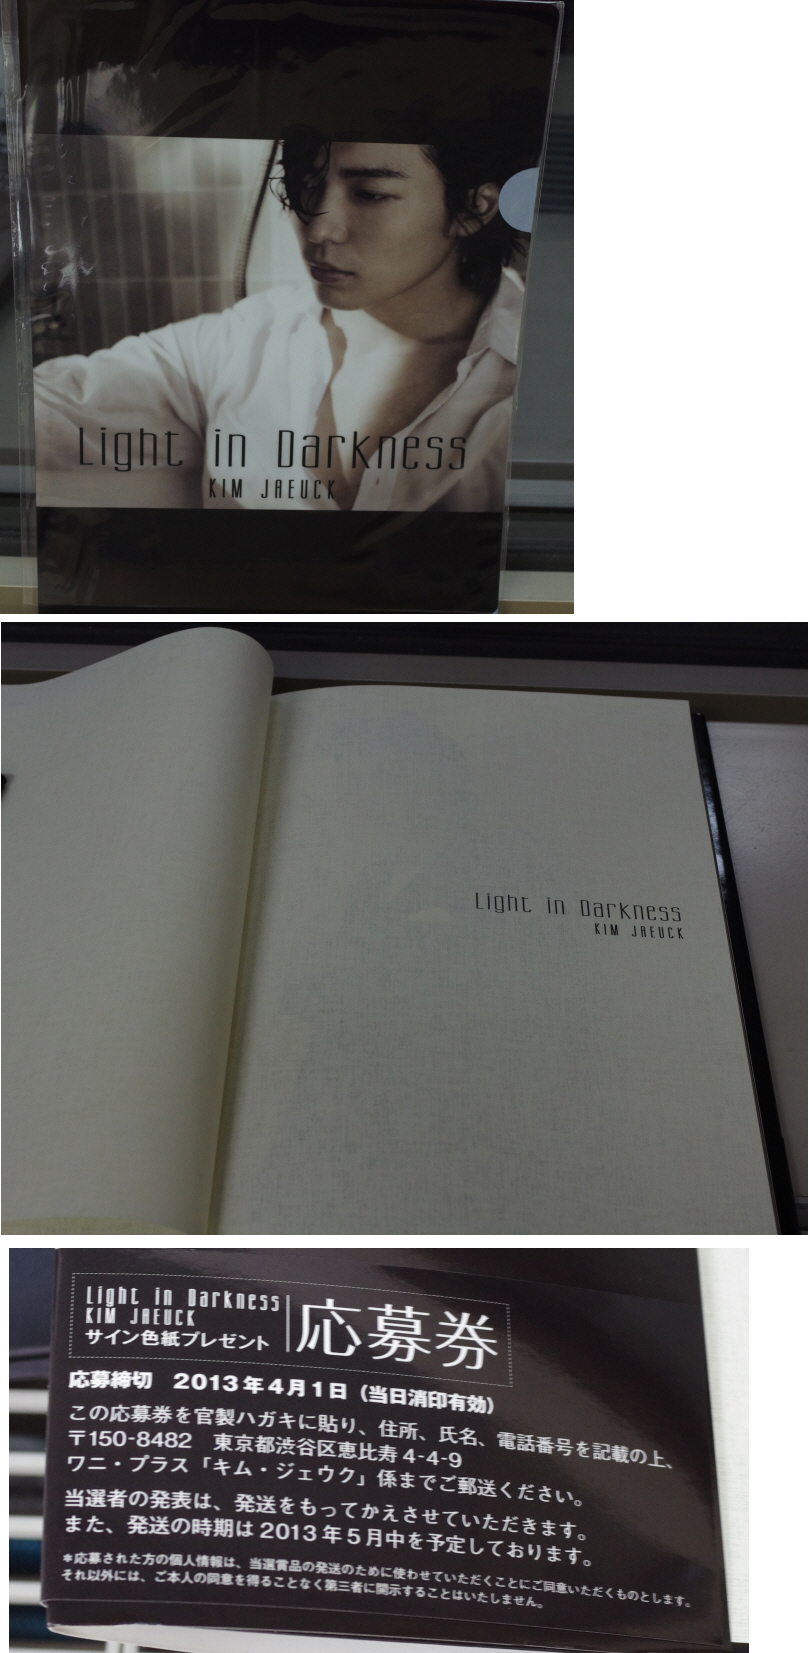 Light in Darkness
KIM JAEUCK
Light in Darkness
KIM JAEUCK
Light in Darkness
KIM JAEUCK
サイン色紙プレゼント
応募券
応募締切 2013年4月1日（当日消印有効）
この応募券を官製ハガキに貼り、住所、氏名、電話番号を記載の上、
〒150-8482 東京都渋谷区恵比寿4-4-9
ワニ・プラス「キム・ジェウク」係までご郵送ください。
当選者の発表は、発送をもってかえさせていただきます。
また、発送の時期は2013年5月中を予定しております。
＊応募された方の個人情報は、当選賞品の発送のために使わせていただくことにご同意いただくものとします。
それ以外には、ご本人の同意を得ることなく第三者に開示することはいたしません。